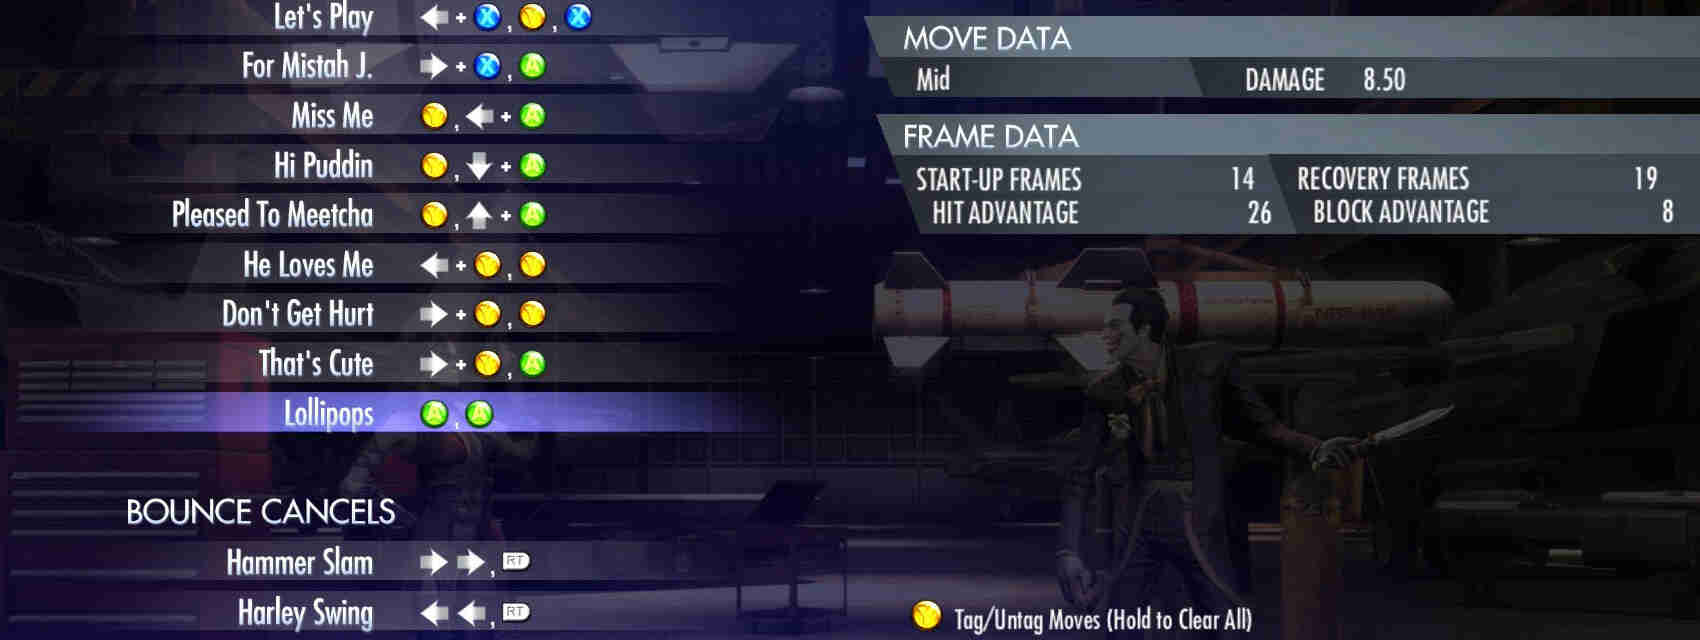 Let's Play ← + X , Y , X
For Mistah J. → + X , A
Miss Me Y , ← + A
Hi Puddin Y , ↓ + A
Pleased To Meetcha Y , ↑ + A
He Loves Me ← + Y , Y
Don't Get Hurt → + Y , Y
That's Cute → + Y , A
Lollipops A , A
BOUNCE CANCELS
Hammer Slam → → , RT
Harley Swing ← ← , RT
MOVE DATA
Mid DAMAGE 8.50
FRAME DATA
START-UP FRAMES 14 RECOVERY FRAMES 19
HIT ADVANTAGE 26 BLOCK ADVANTAGE 8
Y Tag/Untag Moves (Hold to Clear All)